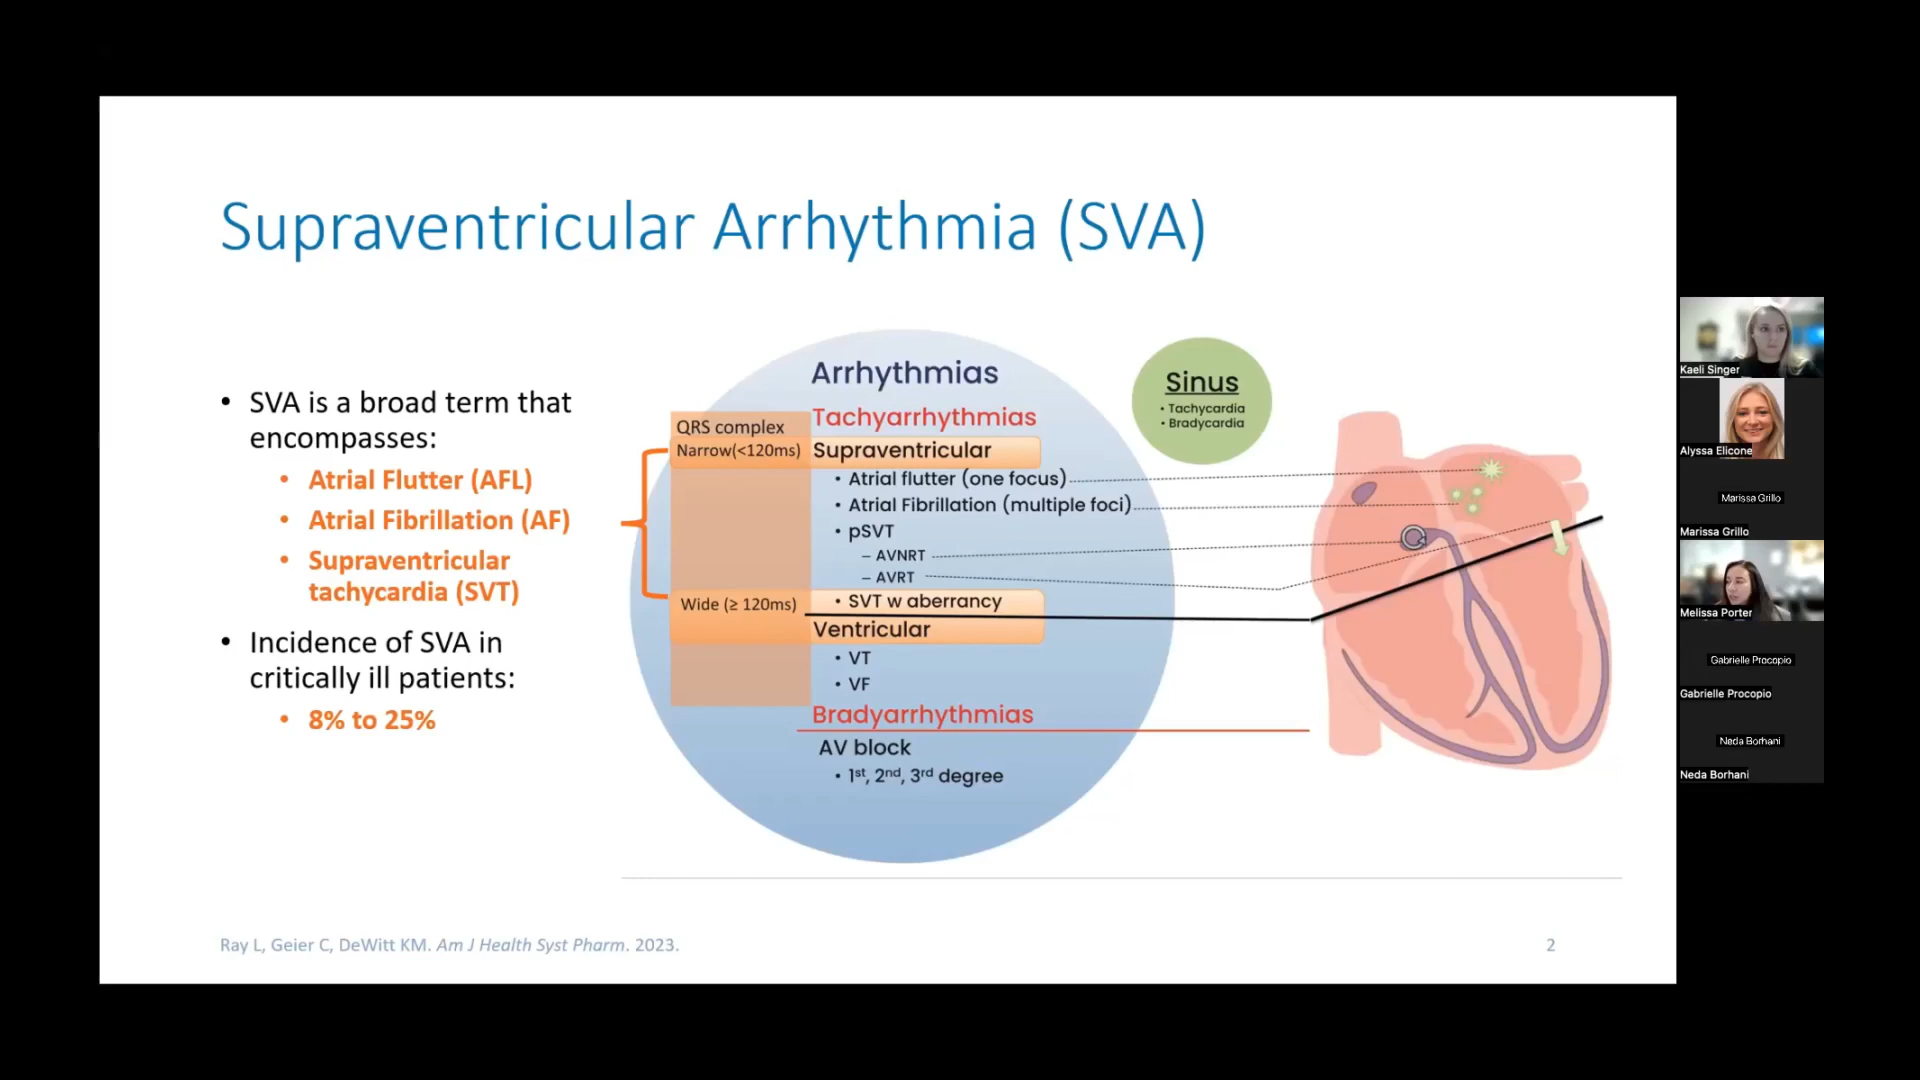 Supraventricular Arrhythmia (SVA)
• SVA is a broad term that
encompasses:
• Atrial Flutter (AFL)
• Atrial Fibrillation (AF)
• Supraventricular
tachycardia (SVT)
• Incidence of SVA in
critically ill patients:
• 8% to 25%
Arrhythmias
Tachyarrhythmias
QRS complex
Narrow(<120ms)
Supraventricular
• Atrial flutter (one focus)
• Atrial Fibrillation (multiple foci)
• pSVT
– AVNRT
– AVRT
Wide (≥ 120ms)
• SVT w aberrancy
Ventricular
• VT
• VF
Bradyarrhythmias
AV block
• 1st, 2nd, 3rd degree
Sinus
• Tachycardia
• Bradycardia
Ray L, Geier C, DeWitt KM. Am J Health Syst Pharm. 2023.
2
Kaeli Singer
Alyssa Elicone
Marissa Grillo
Marissa Grillo
Melissa Porter
Gabrielle Procopio
Gabrielle Procopio
Neda Borhani
Neda Borhani